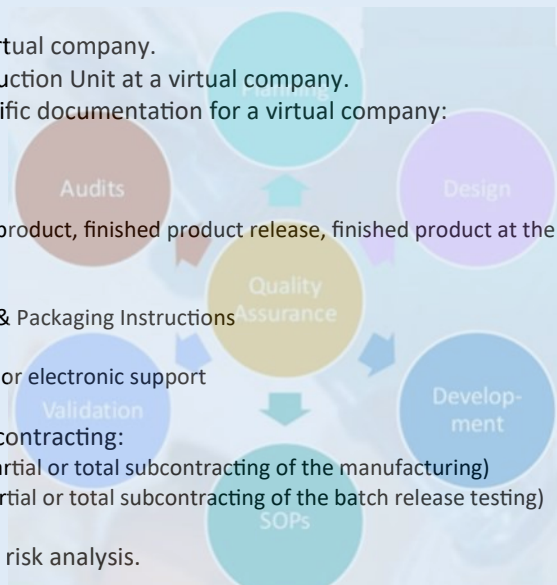 rtual company.
uction Unit at a virtual company.
ific documentation for a virtual company:
Planning
Audits
Design
product, finished product release, finished product at the
Quality
Assurance
& Packaging Instructions
or electronic support
Validation
Develop-
ment
contracting:
artial or total subcontracting of the manufacturing)
rtial or total subcontracting of the batch release testing)
SOPs
risk analysis.